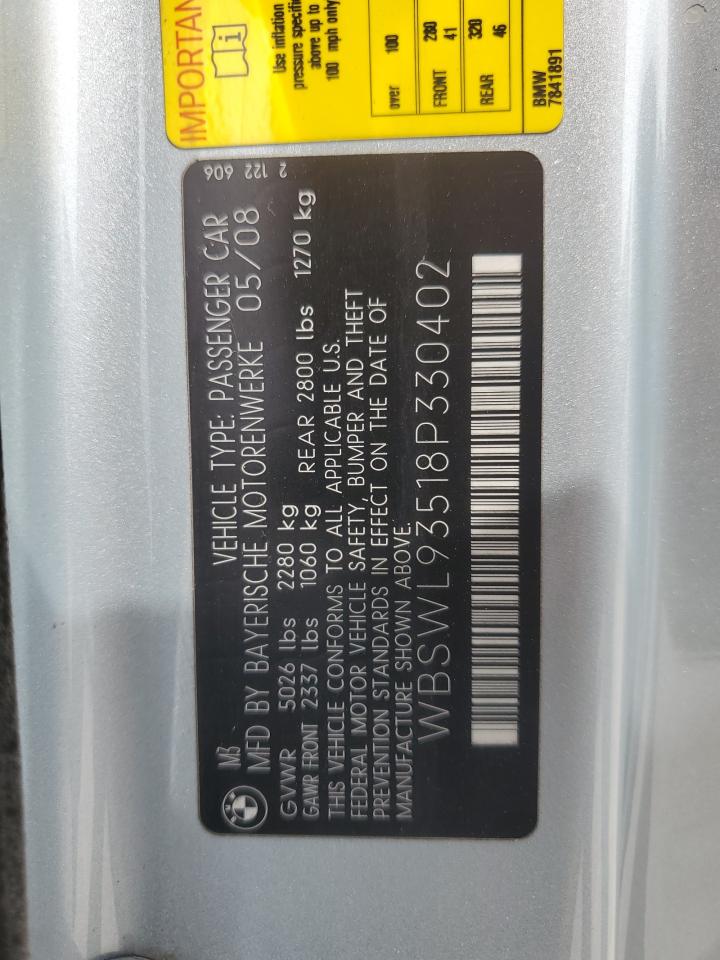 IMPORTAN
Use inflation
pressure specifi
above up to
100 mph only
over 100
FRONT 280 41
REAR 320 46
BMW
7841891
2 122 606
VEHICLE TYPE: PASSENGER CAR
M3 MFD BY BAYERISCHE MOTORENWERKE 05/08
GVWR 5026 lbs 2280 kg
GAWR FRONT 2337 lbs 1060 kg REAR 2800 lbs 1270 kg
THIS VEHICLE CONFORMS TO ALL APPLICABLE U.S.
FEDERAL MOTOR VEHICLE SAFETY, BUMPER AND THEFT
PREVENTION STANDARDS IN EFFECT ON THE DATE OF
MANUFACTURE SHOWN ABOVE.
WBSWL93518P330402